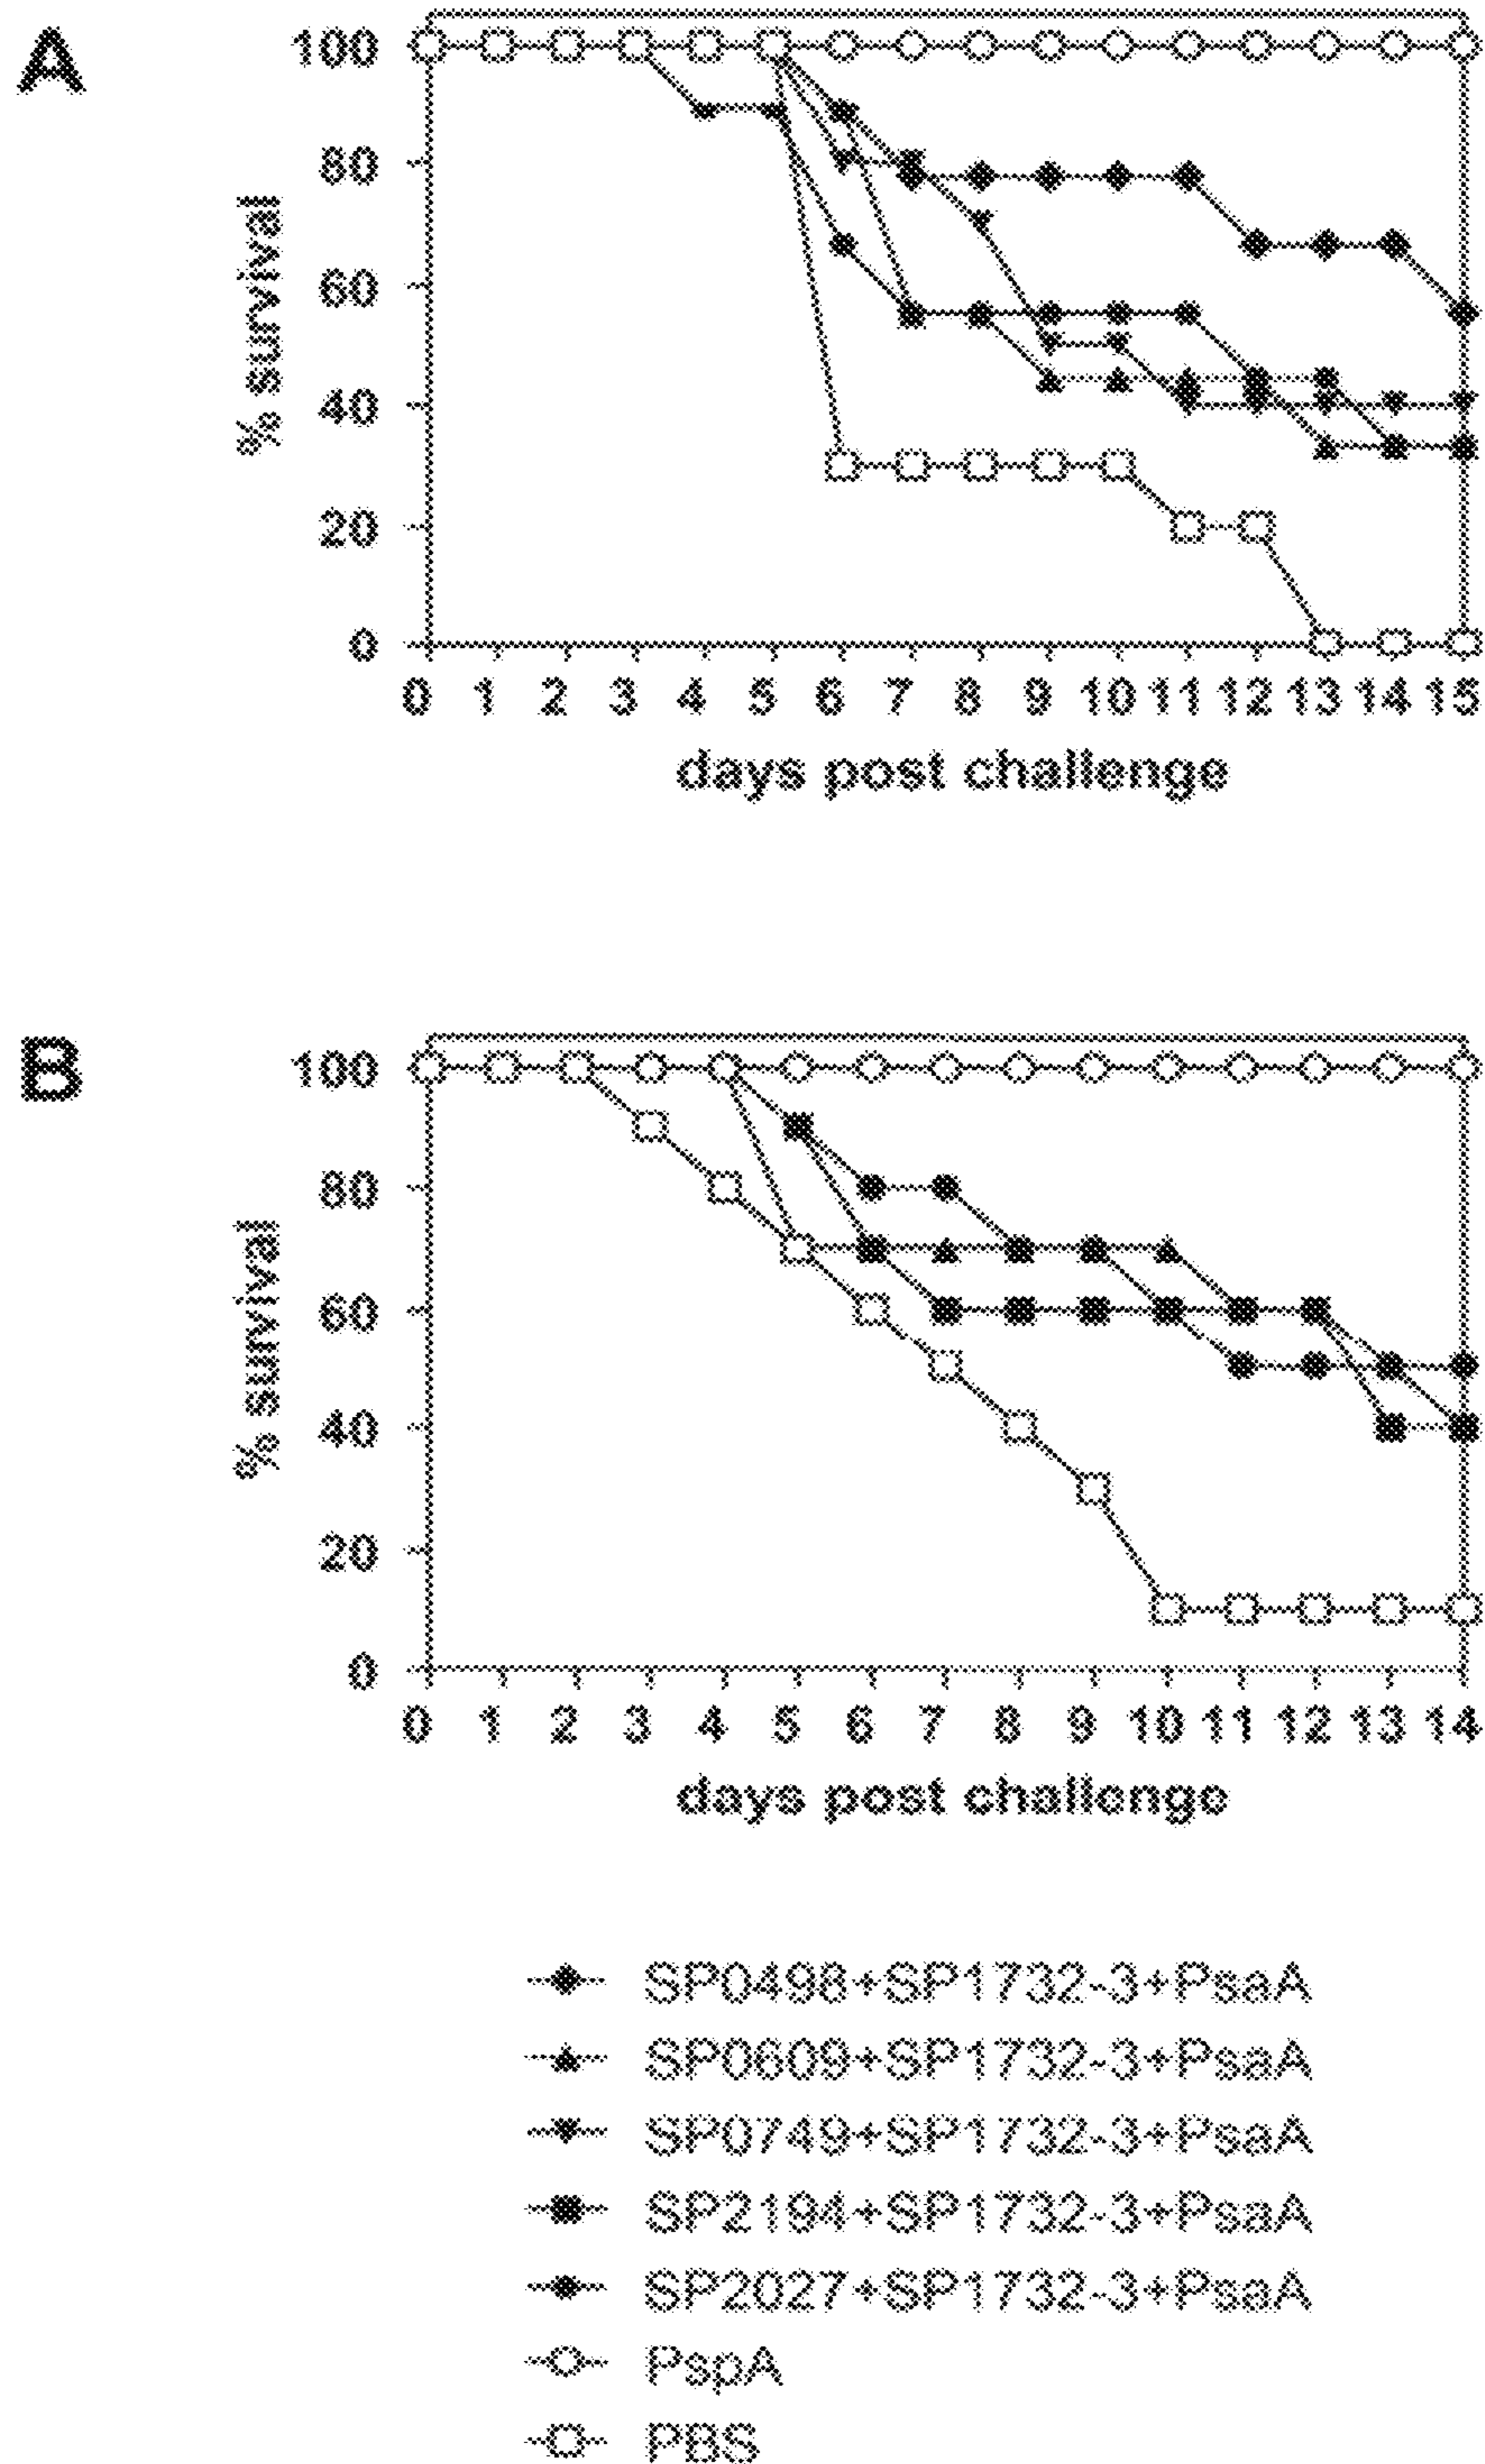 A
100
80
60
40
20
0
% survival
0 1 2 3 4 5 6 7 8 9 10 11 12 13 14 15
days post challenge
B
100
80
60
40
20
0
% survival
0 1 2 3 4 5 6 7 8 9 10 11 12 13 14
days post challenge
SP0498+SP1732-3+PsaA
SP0609+SP1732-3+PsaA
SP0749+SP1732-3+PsaA
SP2194+SP1732-3+PsaA
SP2027+SP1732-3+PsaA
PspA
PBS